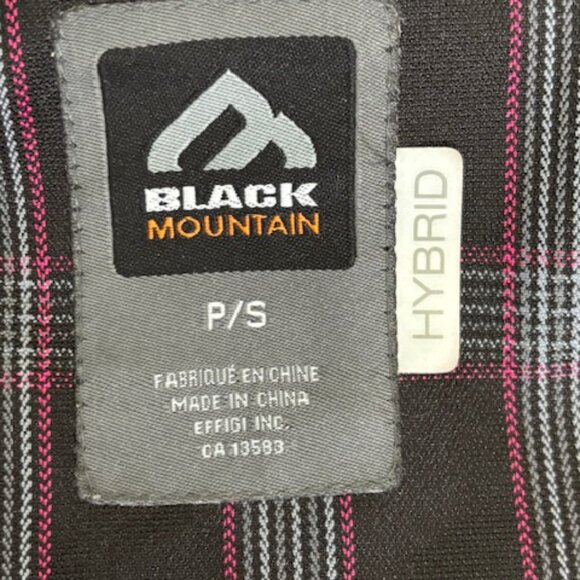 BLACK
MOUNTAIN
P/S
FABRIQUÉ EN CHINE
MADE IN CHINA
EFFIGI INC.
CA 13583
HYBRID